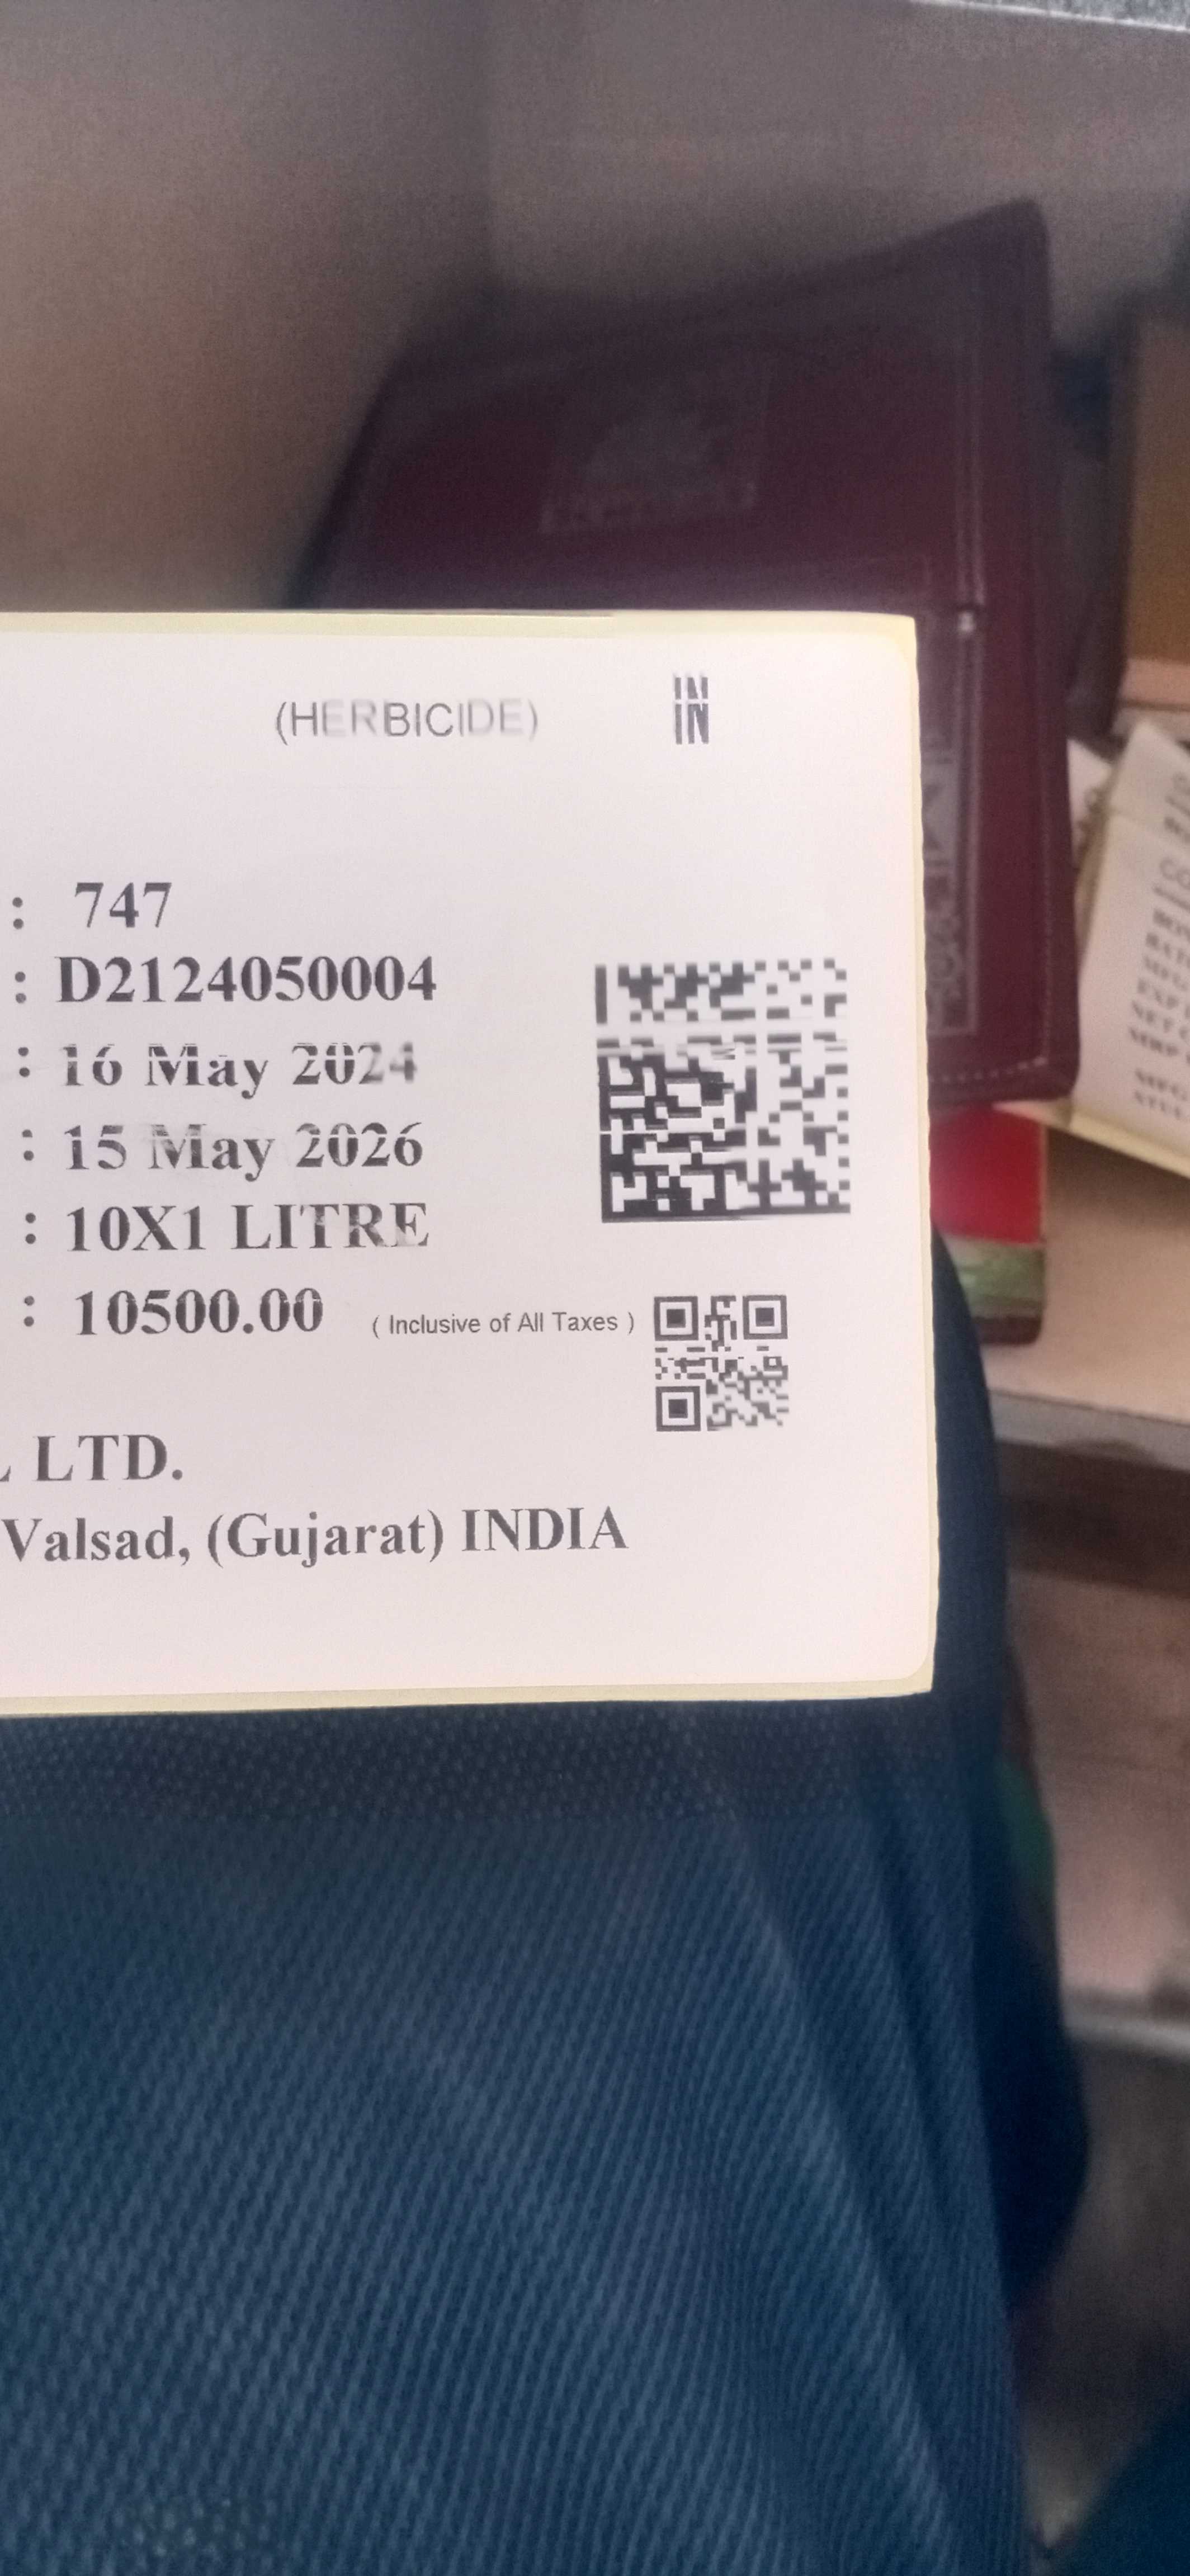 (HERBICIDE) IN
: 747
: D2124050004
: 16 May 2024
: 15 May 2026
: 10X1 LITRE
: 10500.00 ( Inclusive of All Taxes )
LTD.
Valsad, (Gujarat) INDIA